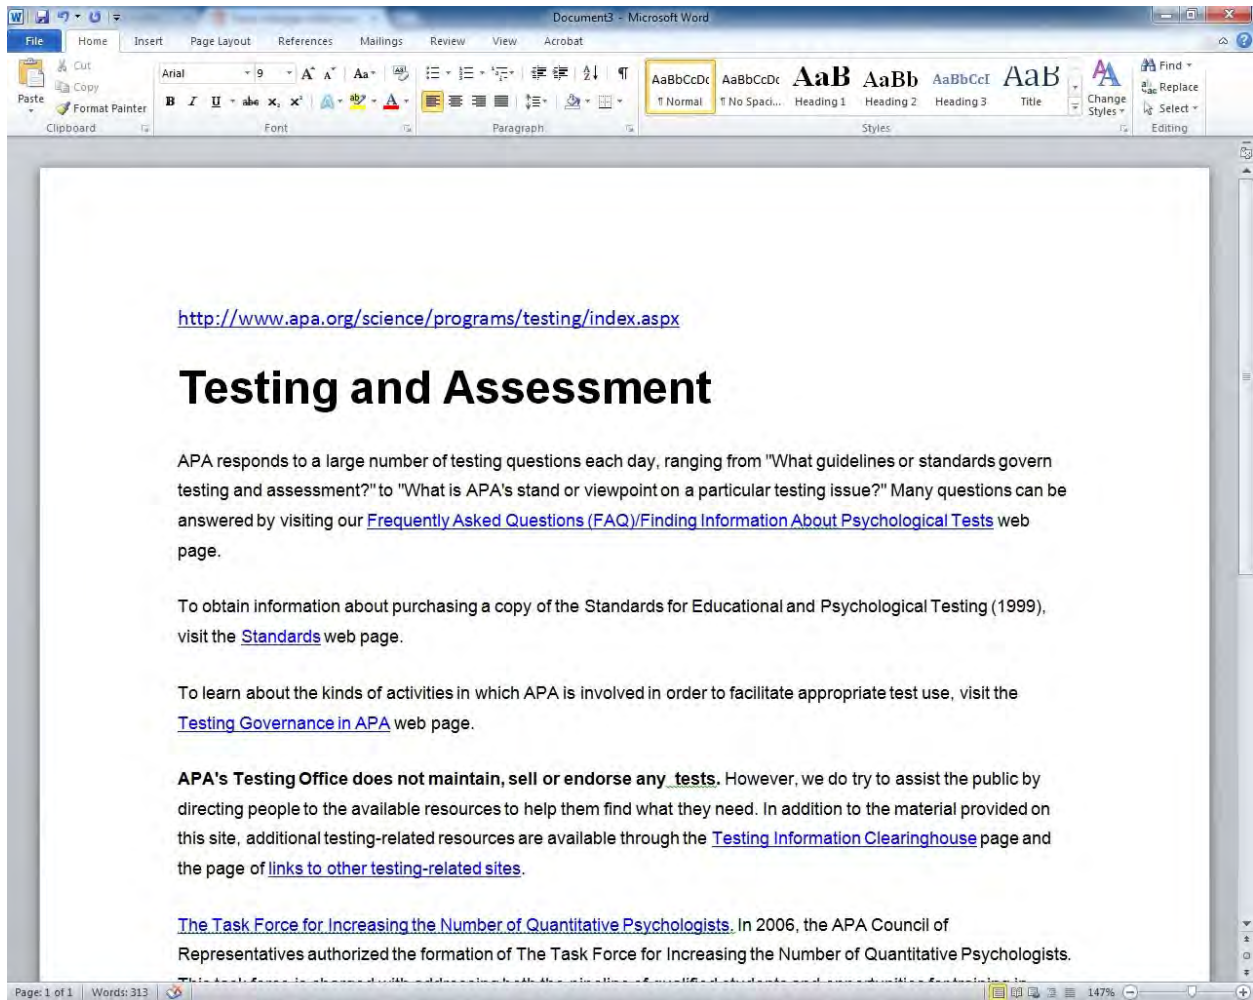 Document3 - Microsoft Word
File Home Insert Page Layout References Mailings Review View Acrobat
Paste
Cut
Copy
Format Painter
Clipboard
Arial 9
Font
Paragraph
AaBbCcDc ¶ Normal
AaBbCcDc ¶ No Spaci...
AaB Heading 1
AaBb Heading 2
AaBbCcI Heading 3
AaB Title
Change Styles
Styles
Find
Replace
Select
Editing
http://www.apa.org/science/programs/testing/index.aspx
Testing and Assessment
APA responds to a large number of testing questions each day, ranging from "What guidelines or standards govern
testing and assessment?" to "What is APA's stand or viewpoint on a particular testing issue?" Many questions can be
answered by visiting our Frequently Asked Questions (FAQ)/Finding Information About Psychological Tests web
page.
To obtain information about purchasing a copy of the Standards for Educational and Psychological Testing (1999),
visit the Standards web page.
To learn about the kinds of activities in which APA is involved in order to facilitate appropriate test use, visit the
Testing Governance in APA web page.
APA's Testing Office does not maintain, sell or endorse any  tests. However, we do try to assist the public by
directing people to the available resources to help them find what they need. In addition to the material provided on
this site, additional testing-related resources are available through the Testing Information Clearinghouse page and
the page of links to other testing-related sites.
The Task Force for Increasing the Number of Quantitative Psychologists. In 2006, the APA Council of
Representatives authorized the formation of The Task Force for Increasing the Number of Quantitative Psychologists.
Page: 1 of 1 Words: 313 147%